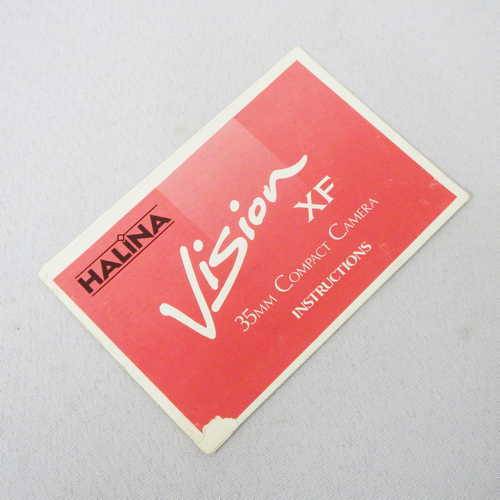 HALINA
Vision
XF
35MM COMPACT CAMERA
INSTRUCTIONS